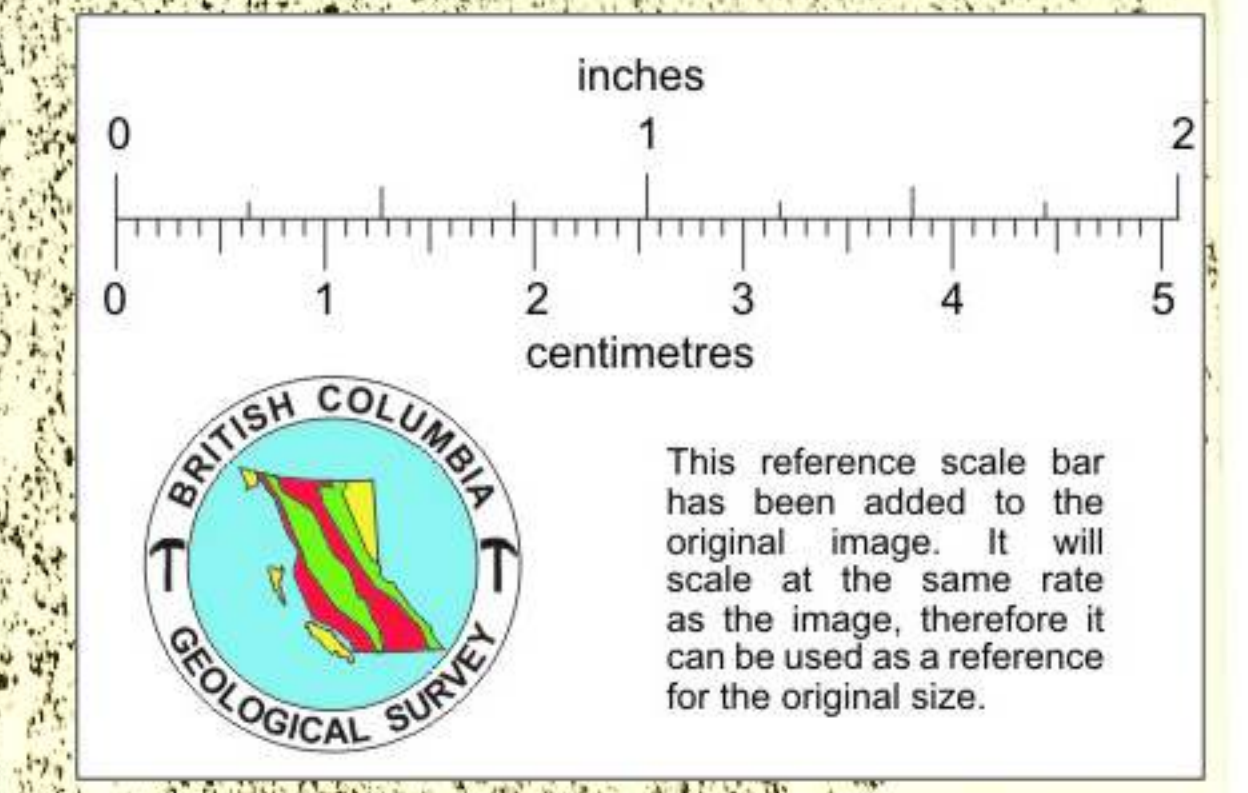 inches
0 1 2
0 1 2 3 4 5
centimetres
BRITISH COLUMBIA
GEOLOGICAL SURVEY
This reference scale bar
has been added to the
original image. It will
scale at the same rate
as the image, therefore it
can be used as a reference
for the original size.